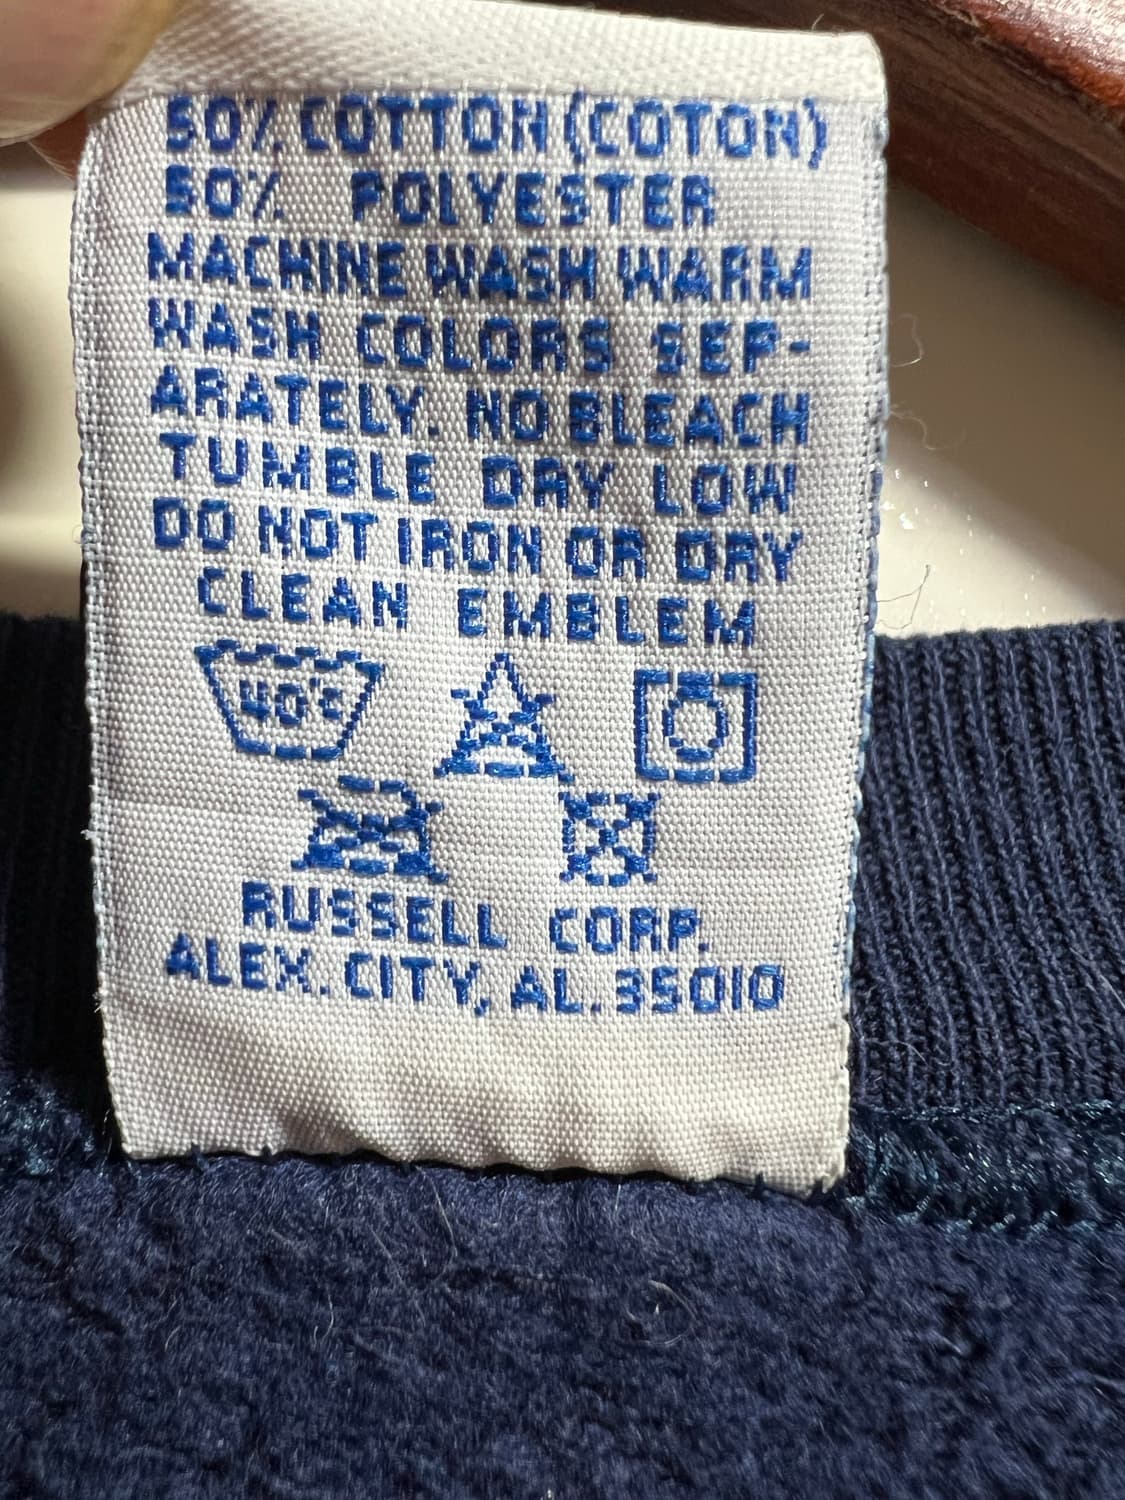 50% COTTON (COTON)
50% POLYESTER
MACHINE WASH WARM
WASH COLORS SEP-
ARATELY. NO BLEACH
TUMBLE DRY LOW
DO NOT IRON OR DRY
CLEAN EMBLEM
40°C
RUSSELL CORP.
ALEX. CITY, AL. 35010